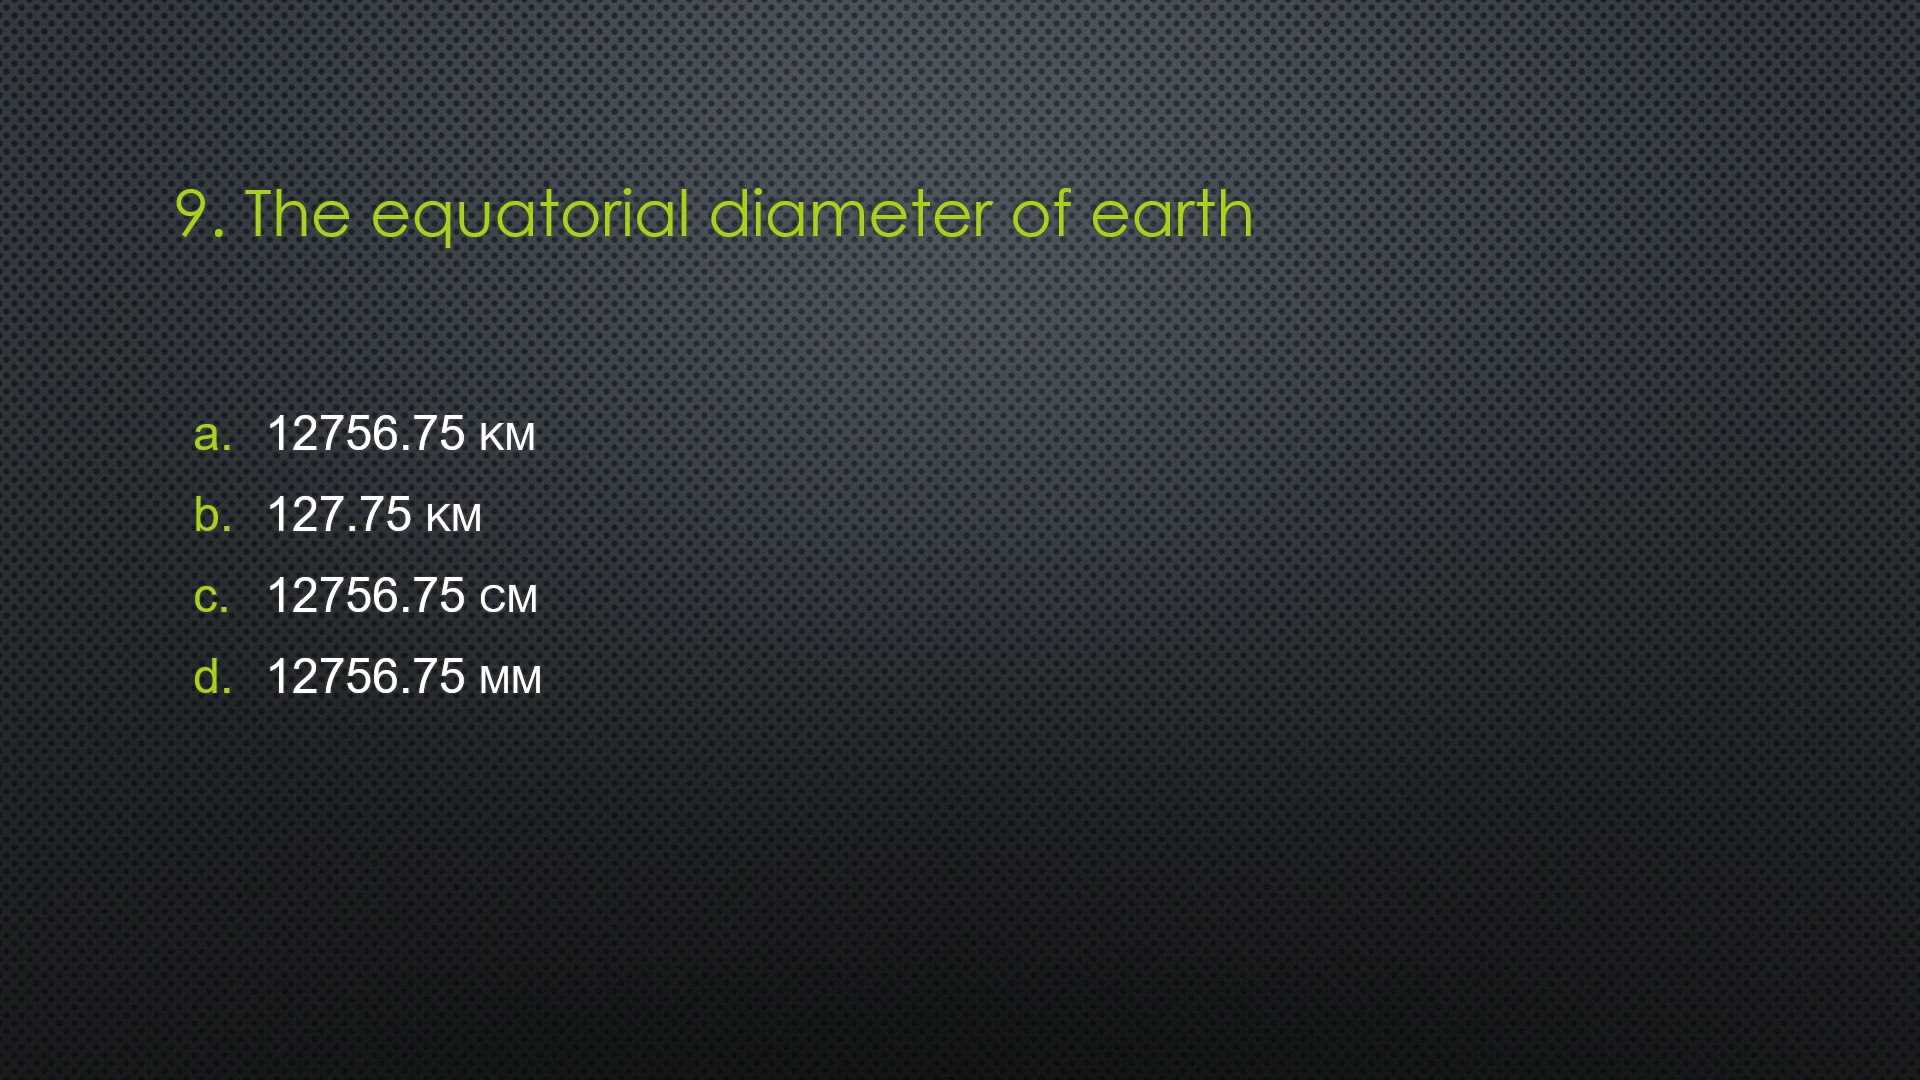 9. The equatorial diameter of earth
a. 12756.75 KM
b. 127.75 KM
c. 12756.75 CM
d. 12756.75 MM